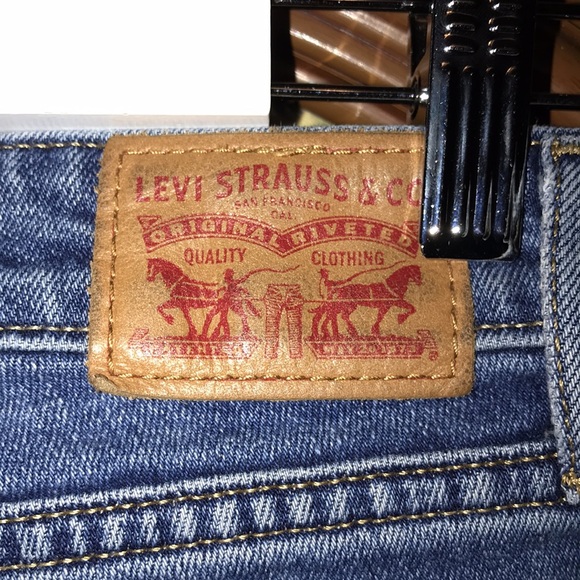 LEVI STRAUSS & CO
SAN FRANCISCO
CAL
ORIGINAL RIVETED
QUALITY CLOTHING
®